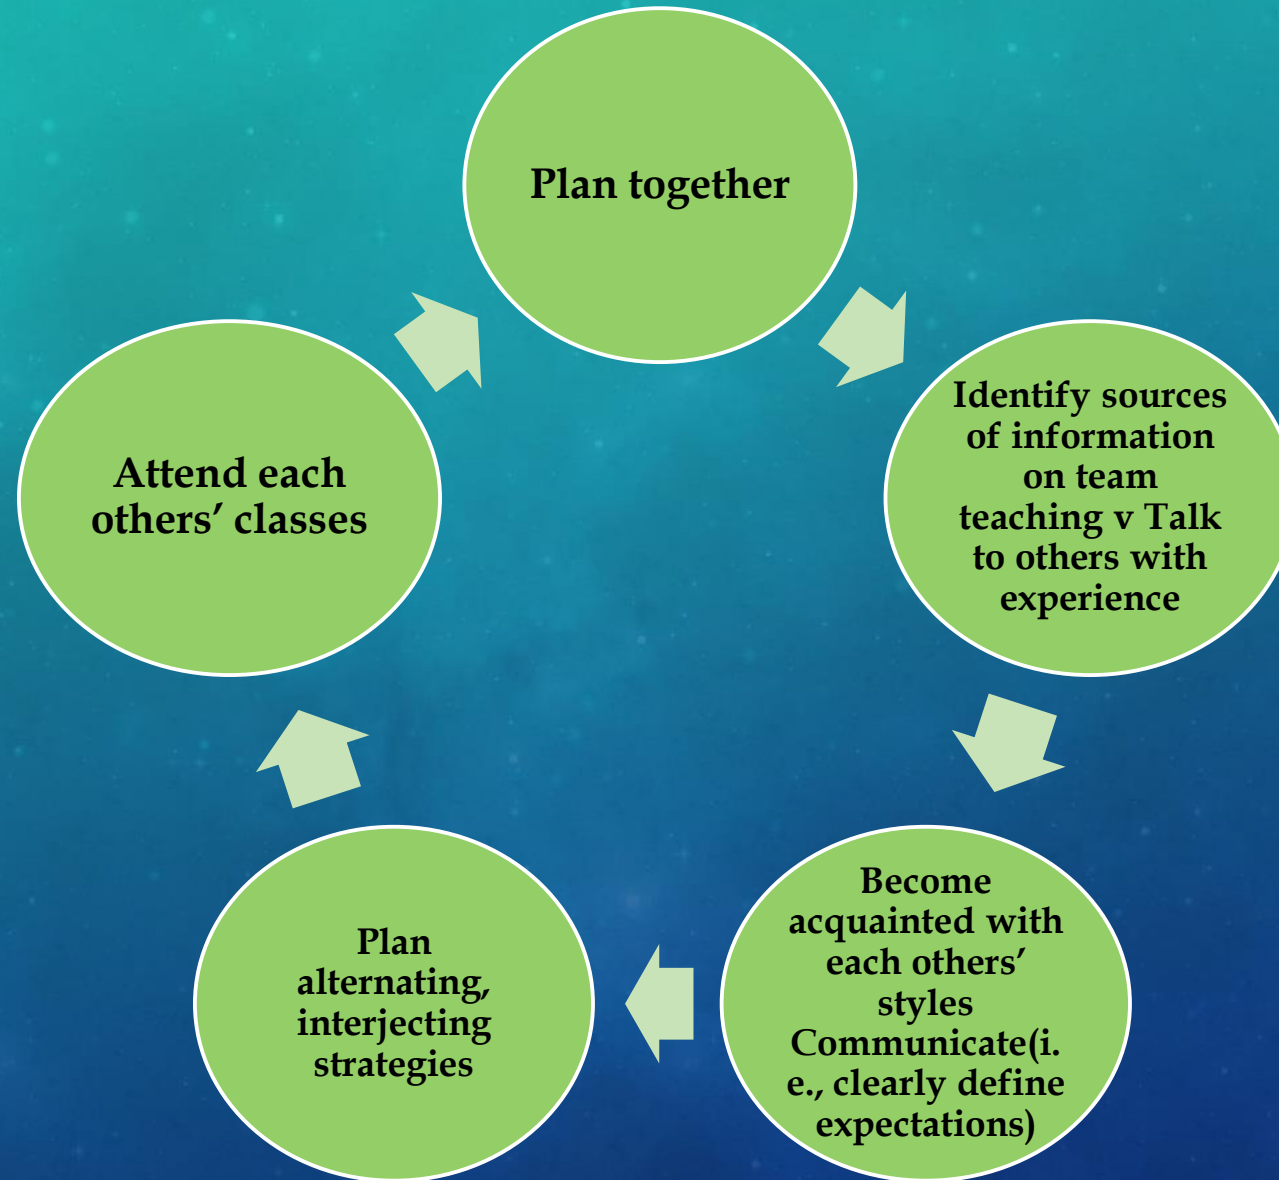 Plan together
Identify sources
of information
on team
teaching v Talk
to others with
experience
Become
acquainted with
each others’
styles
Communicate(i.
e., clearly define
expectations)
Plan
alternating,
interjecting
strategies
Attend each
others’ classes